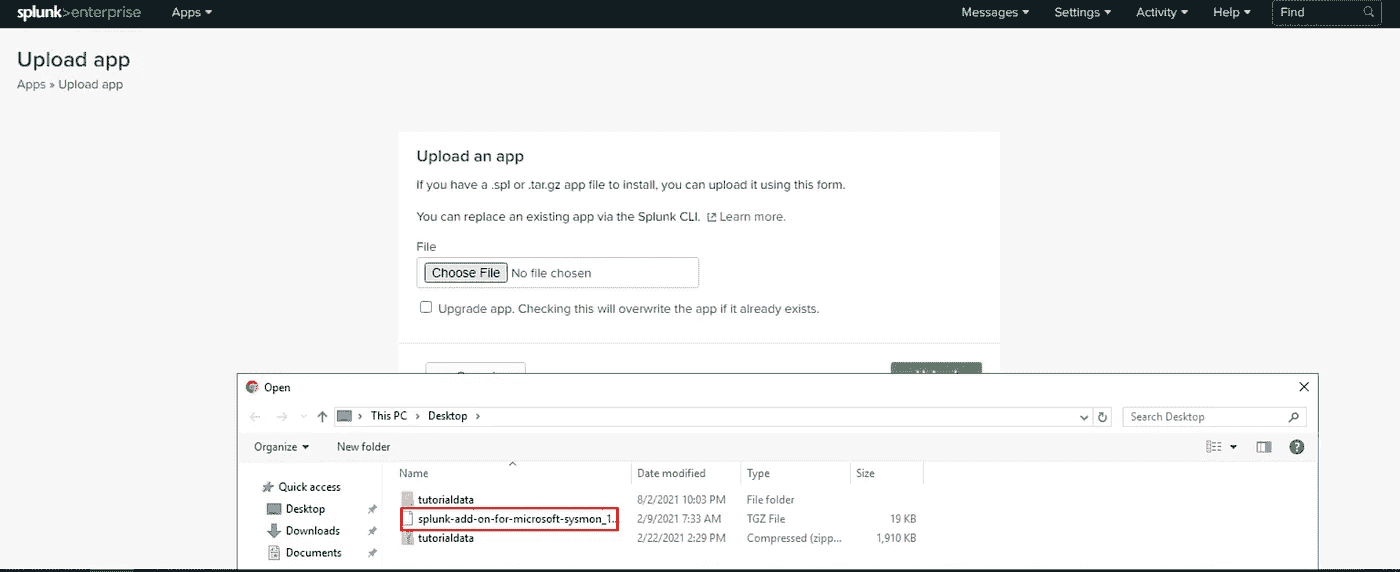 splunk>enterprise Apps Messages Settings Activity Help Find
Upload app
Apps » Upload app
Upload an app
If you have a .spl or .tar.gz app file to install, you can upload it using this form.
You can replace an existing app via the Splunk CLI. Learn more.
File
Choose File No file chosen
Upgrade app. Checking this will overwrite the app if it already exists.
Open
This PC > Desktop > Search Desktop
Organize New folder
Name Date modified Type Size
Quick access
Desktop
Downloads
Documents
tutorialdata 8/2/2021 10:03 PM File folder
splunk-add-on-for-microsoft-sysmon_1... 2/9/2021 7:33 AM TGZ File 19 KB
tutorialdata 2/22/2021 2:29 PM Compressed (zipp... 1,910 KB